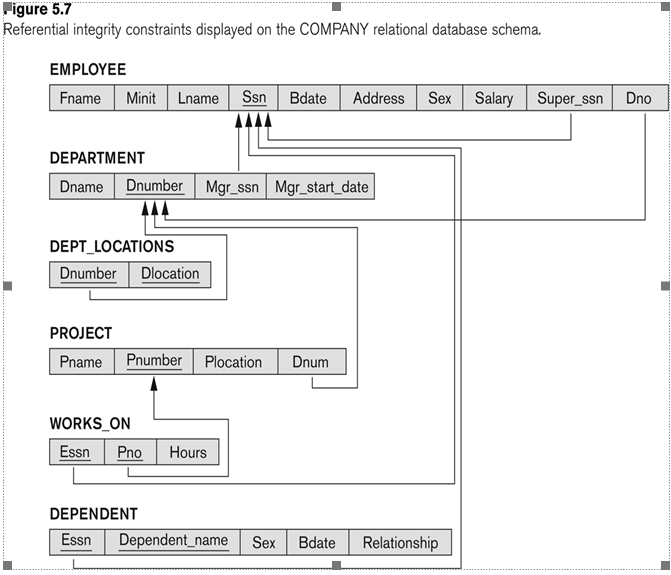 Figure 5.7
Referential integrity constraints displayed on the COMPANY relational database schema.
EMPLOYEE
Fname Minit Lname Ssn Bdate Address Sex Salary Super_ssn Dno
DEPARTMENT
Dname Dnumber Mgr_ssn Mgr_start_date
DEPT_LOCATIONS
Dnumber Dlocation
PROJECT
Pname Pnumber Plocation Dnum
WORKS_ON
Essn Pno Hours
DEPENDENT
Essn Dependent_name Sex Bdate Relationship